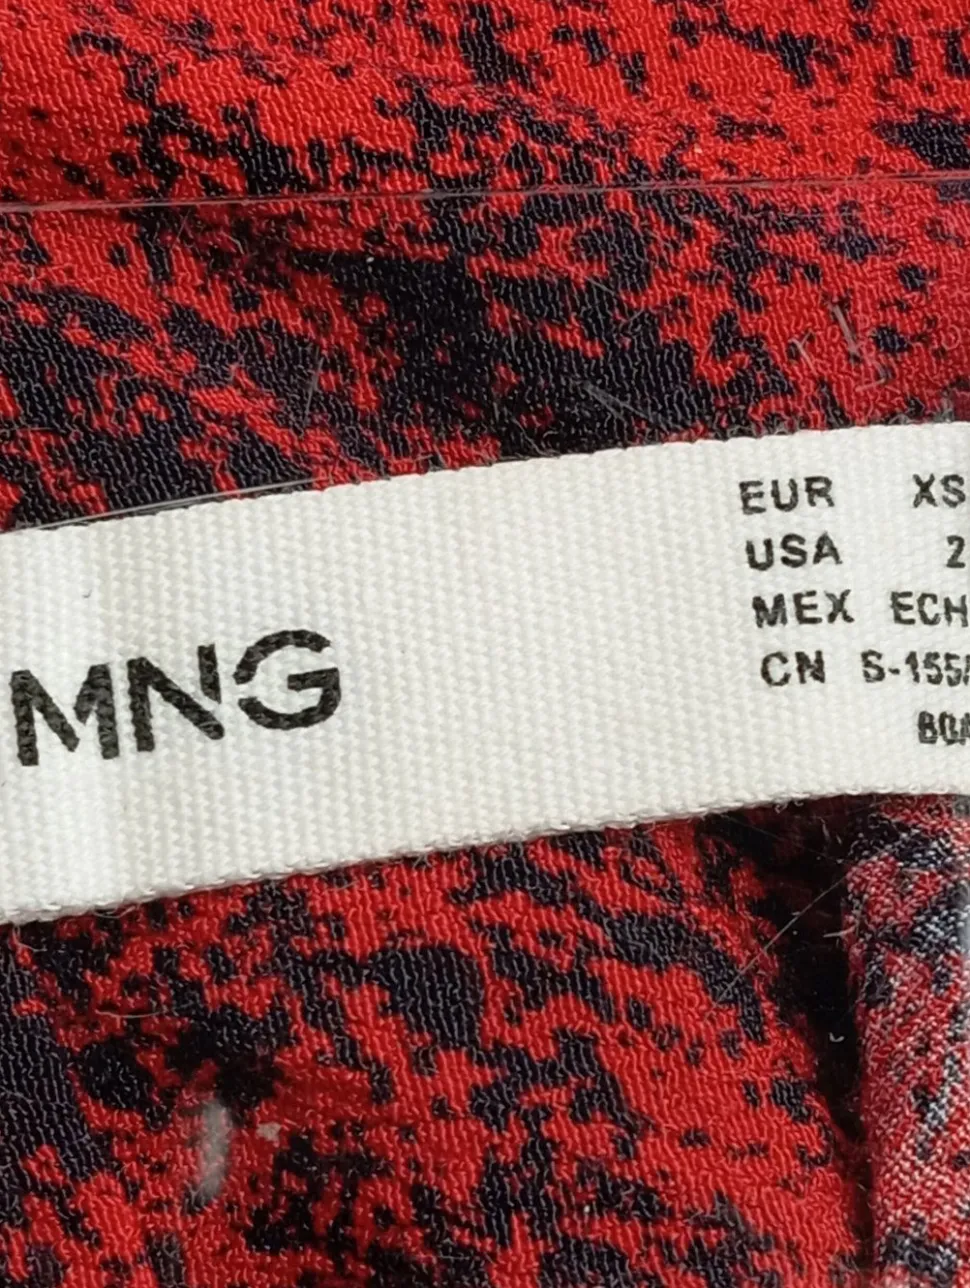 MNG
EUR XS
USA 2
MEX ECH
CN S-155/
80A